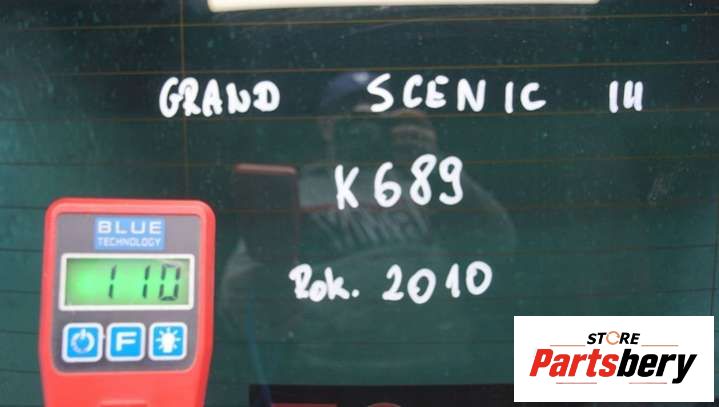 GRAND SCENIC III
K689
Rok. 2010
BLUE
TECHNOLOGY
110
F
STORE
Partsbery